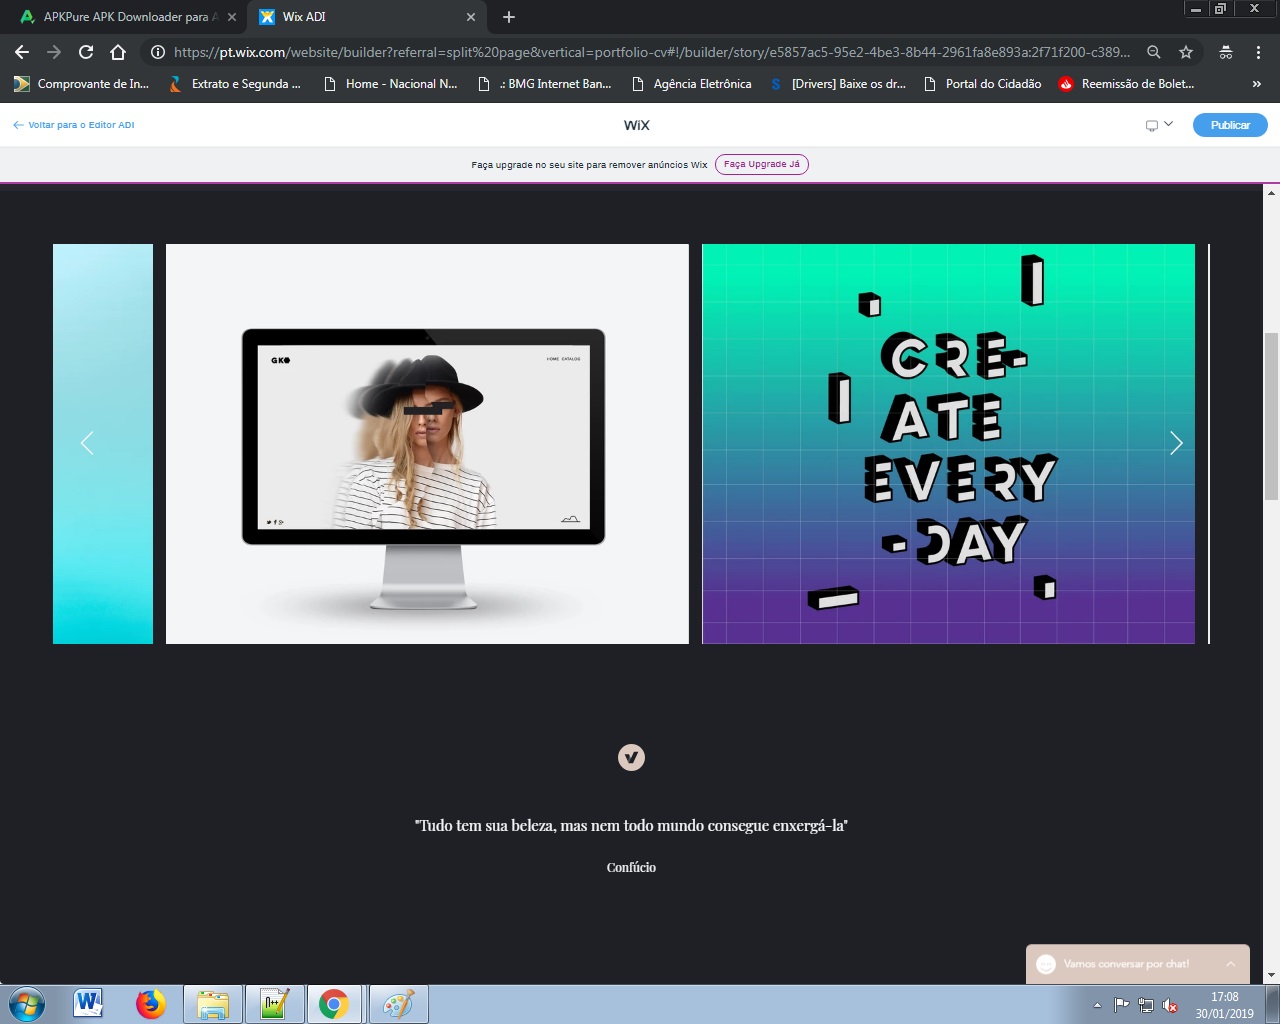 APKPure APK Downloader para A
Wix ADI
https://pt.wix.com/website/builder?referral=split%20page&vertical=portfolio-cv#!/builder/story/e5857ac5-95e2-4be3-8b44-2961fa8e893a:2f71f200-c389...
Comprovante de In... Extrato e Segunda ... Home - Nacional N... .: BMG Internet Ban... Agência Eletrônica [Drivers] Baixe os dr... Portal do Cidadão Reemissão de Bolet... »
Voltar para o Editor ADI
WiX
Publicar
Faça upgrade no seu site para remover anúncios Wix Faça Upgrade Já
GKO
HOME CATALOG
CRE-
ATE
EVERY
-DAY
"Tudo tem sua beleza, mas nem todo mundo consegue enxergá-la"
Confúcio
Vamos conversar por chat!
17:08
30/01/2019